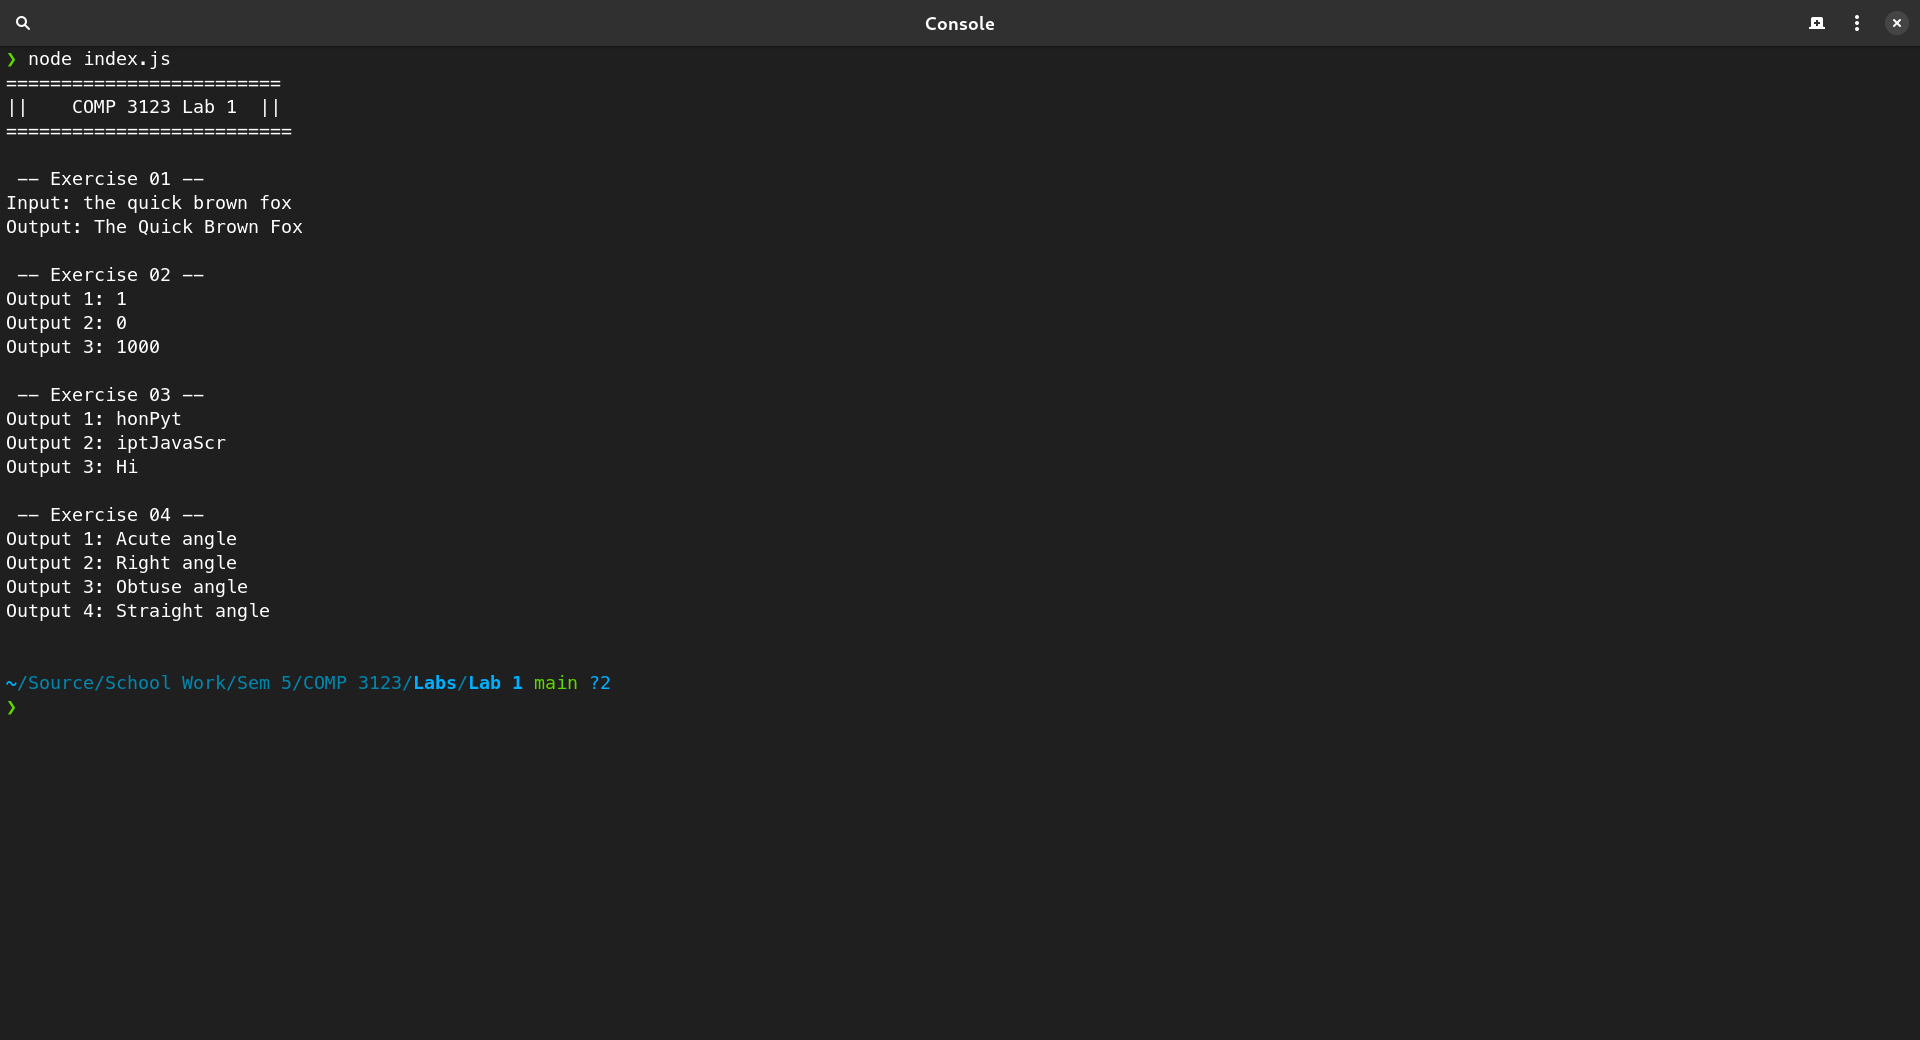 Console
❯ node index.js
=========================
||    COMP 3123 Lab 1  ||
==========================
 -- Exercise 01 --
Input: the quick brown fox
Output: The Quick Brown Fox
 -- Exercise 02 --
Output 1: 1
Output 2: 0
Output 3: 1000
 -- Exercise 03 --
Output 1: honPyt
Output 2: iptJavaScr
Output 3: Hi
 -- Exercise 04 --
Output 1: Acute angle
Output 2: Right angle
Output 3: Obtuse angle
Output 4: Straight angle
~/Source/School Work/Sem 5/COMP 3123/Labs/Lab 1 main ?2
❯